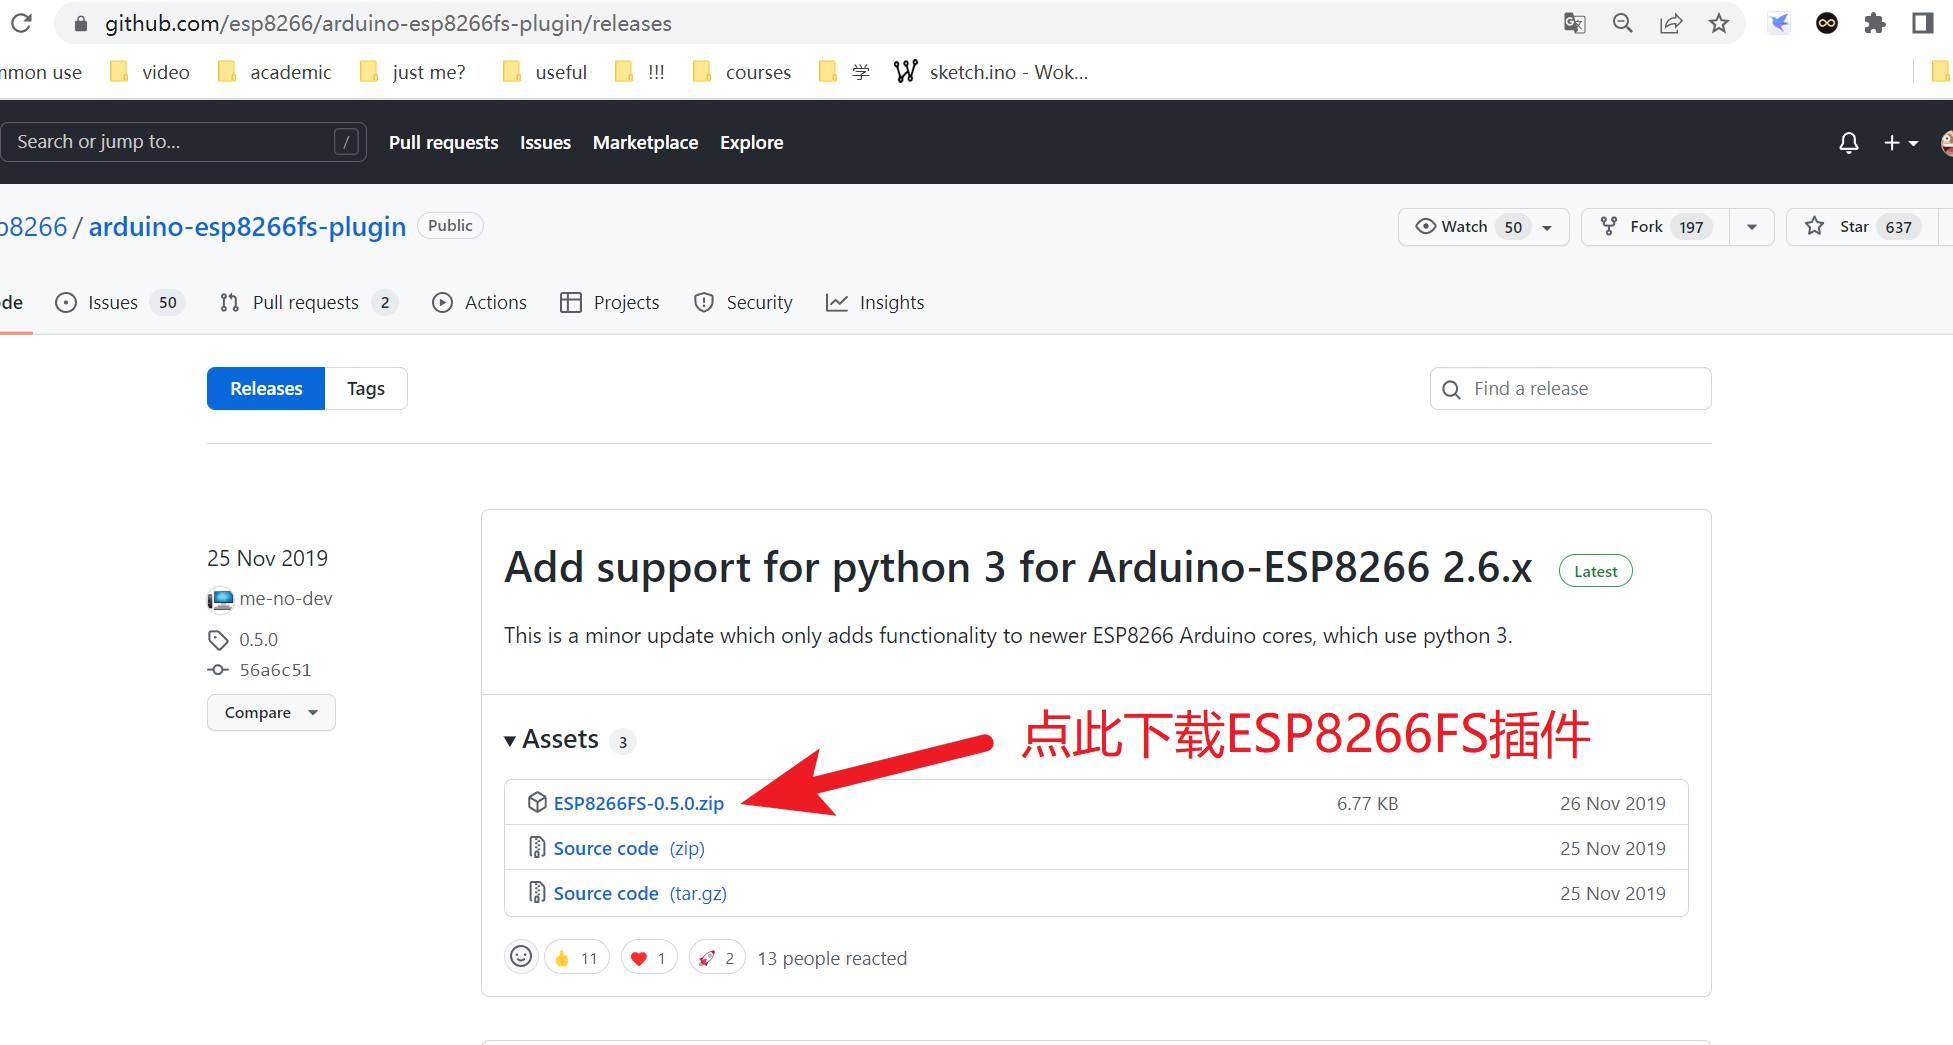 github.com/esp8266/arduino-esp8266fs-plugin/releases
mmon use video academic just me? useful !!! courses 学 sketch.ino - Wok...
Search or jump to... / Pull requests Issues Marketplace Explore
p8266 / arduino-esp8266fs-plugin Public Watch 50 Fork 197 Star 637
de Issues 50 Pull requests 2 Actions Projects Security Insights
Releases Tags Find a release
25 Nov 2019
me-no-dev
0.5.0
56a6c51
Compare
Add support for python 3 for Arduino-ESP8266 2.6.x Latest
This is a minor update which only adds functionality to newer ESP8266 Arduino cores, which use python 3.
点此下载ESP8266FS插件
Assets 3
ESP8266FS-0.5.0.zip 6.77 KB 26 Nov 2019
Source code (zip) 25 Nov 2019
Source code (tar.gz) 25 Nov 2019
11 1 2 13 people reacted